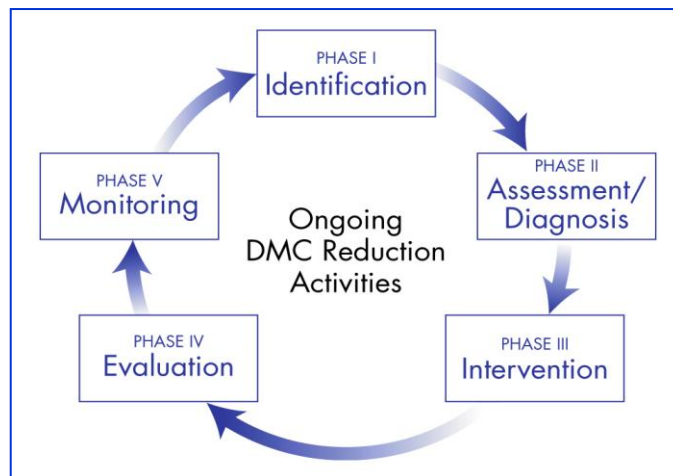 PHASE I
Identification
PHASE II
Assessment/
Diagnosis
PHASE III
Intervention
PHASE IV
Evaluation
PHASE V
Monitoring
Ongoing
DMC Reduction
Activities